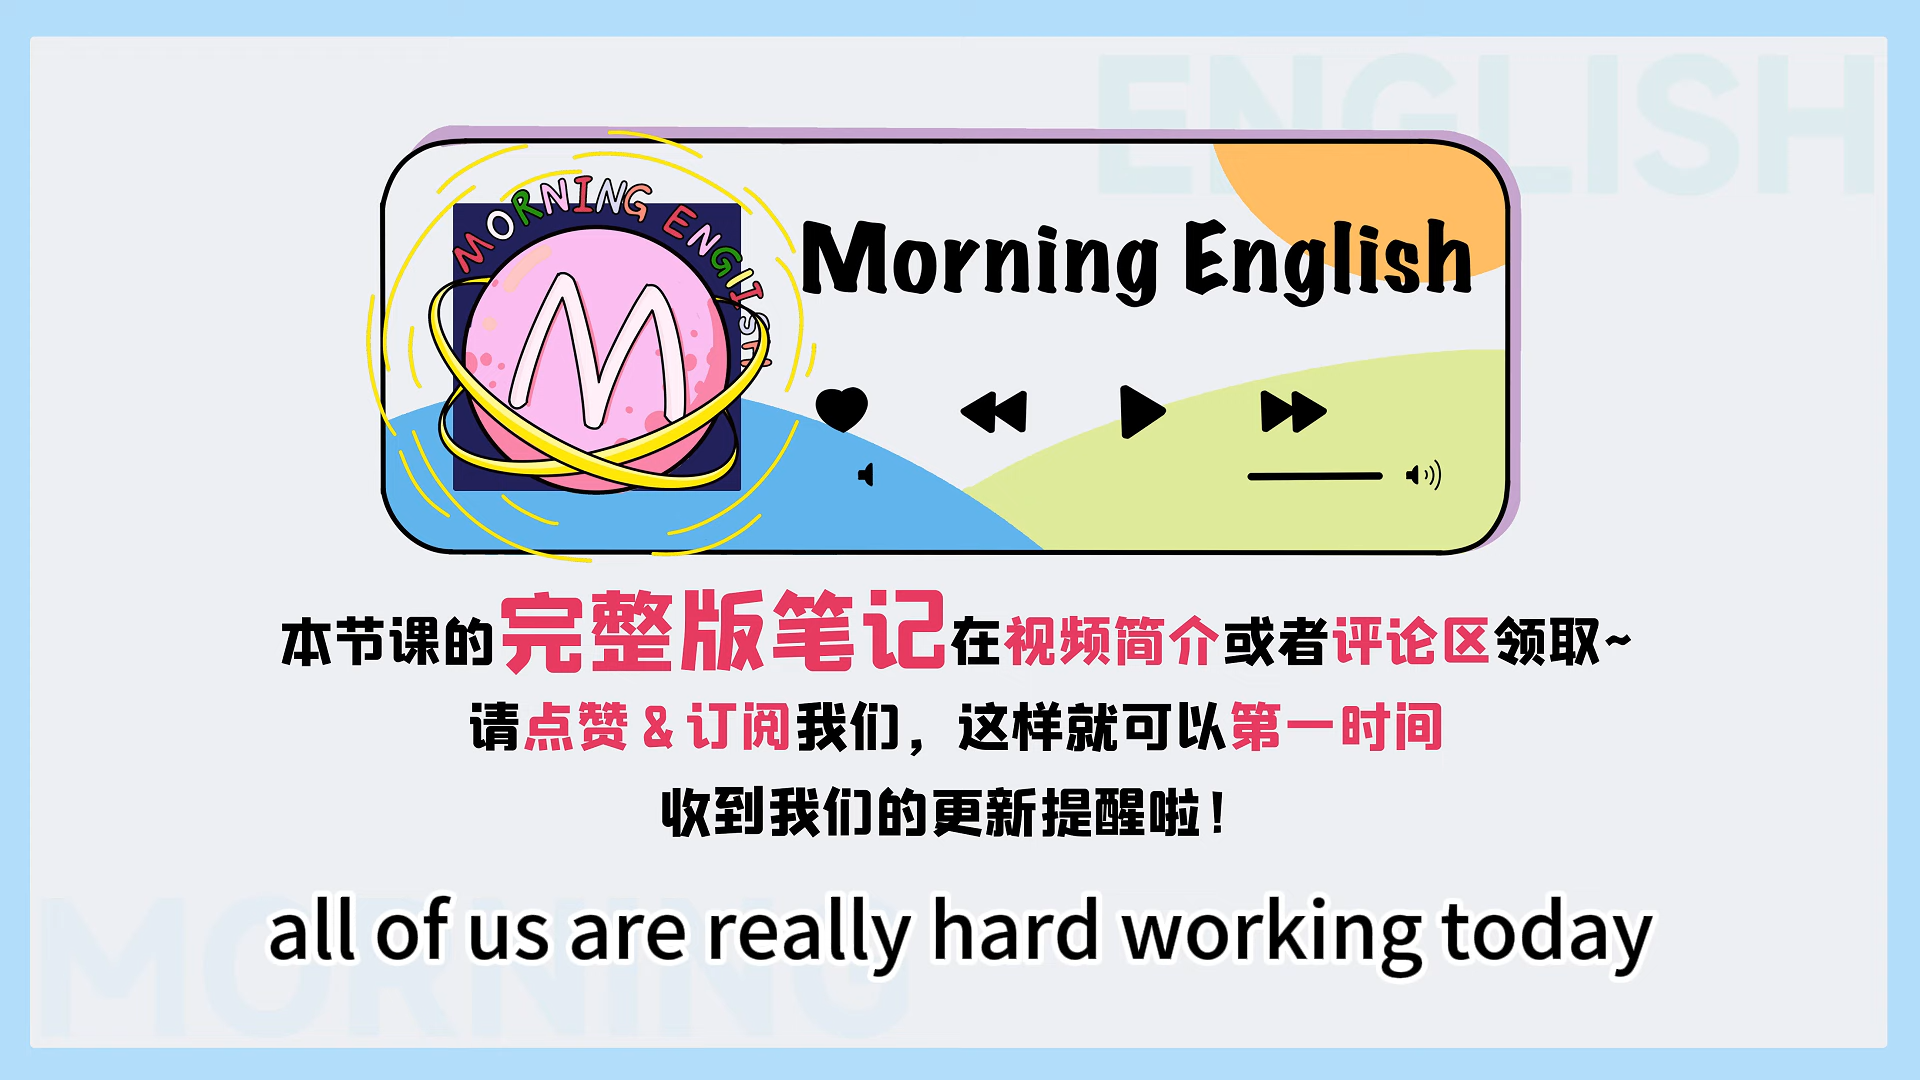 ENGLISH
MORNING ENGLISH
M
Morning English
本节课的完整版笔记在视频简介或者评论区领取~
请点赞&订阅我们，这样就可以第一时间
收到我们的更新提醒啦！
MORNING
all of us are really hard working today